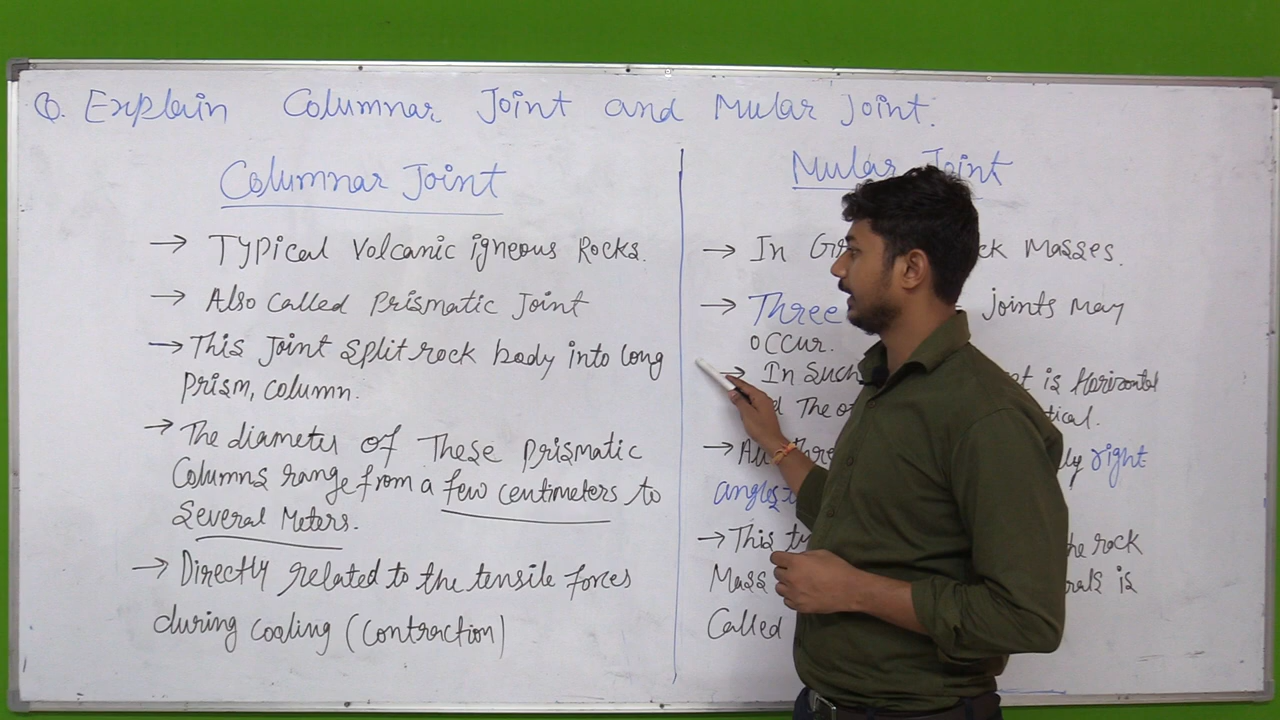 Q. Explain Columnar Joint and Mular Joint.
Columnar Joint
→ Typical Volcanic igneous Rocks.
→ Also called Prismatic Joint
→ This Joint split rock body into long
Prism, column.
→ The diameter of These prismatic
Columns range from a few centimeters to
Several Meters.
→ Directly related to the tensile forces
during cooling (contraction)
Mular Joint
→ In Masses.
→ Three joints May
occur.
→ In Such is Horizontal
The
→ right
angles
→ This the rock
Mass is
Called